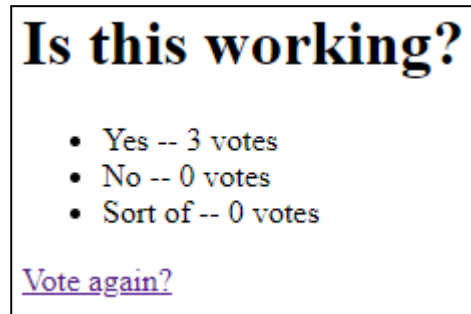 Is this working?
Yes -- 3 votes
No -- 0 votes
Sort of -- 0 votes
Vote again?